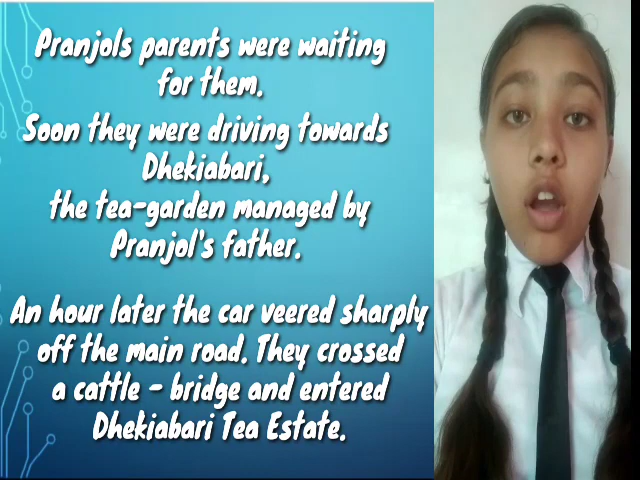 Pranjols parents were waiting
for them.
Soon they were driving towards
Dhekiabari,
the tea-garden managed by
Pranjol's father.
An hour later the car veered sharply
off the main road. They crossed
a cattle - bridge and entered
Dhekiabari Tea Estate.